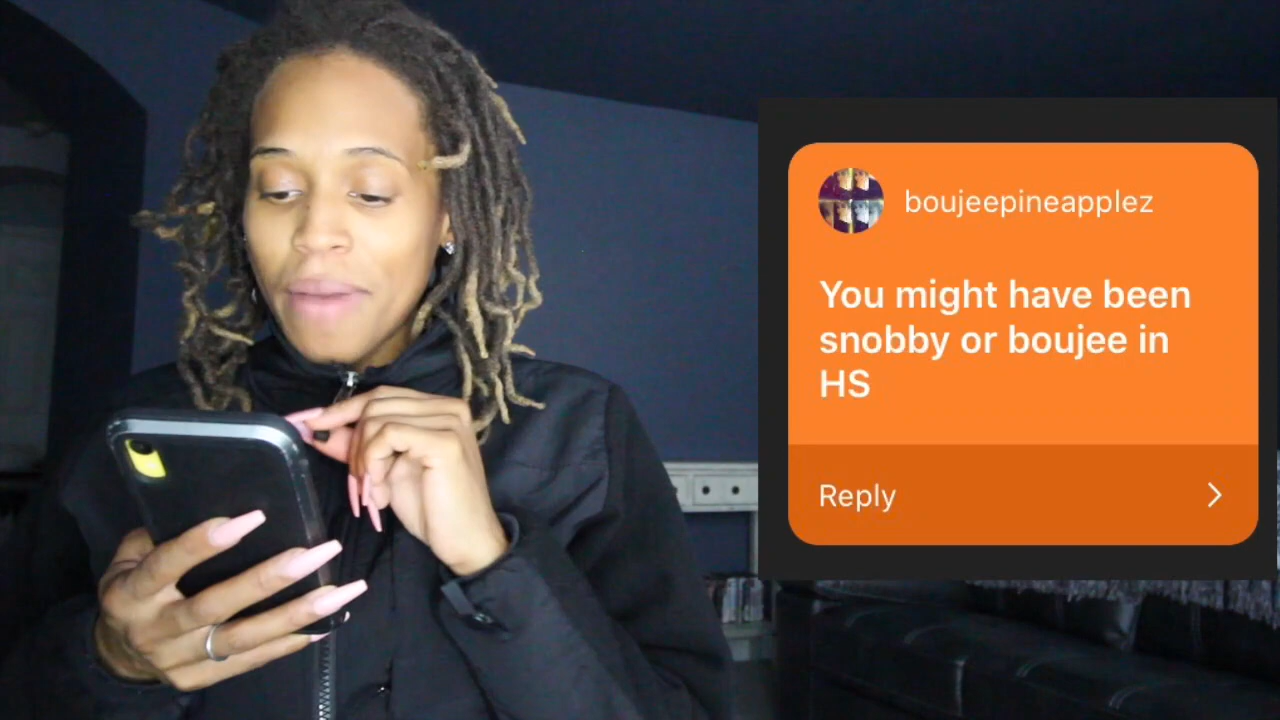 boujeepineapplez
You might have been
snobby or boujee in
HS
Reply